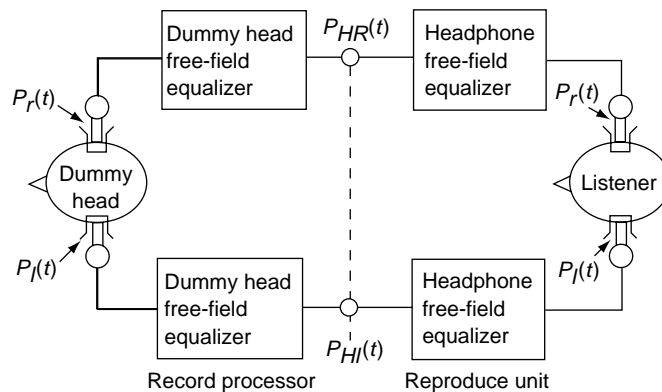 Dummy head
free-field
equalizer
P_HR(t)
Headphone
free-field
equalizer
P_r(t)
P_r(t)
Dummy
head
Listener
P_l(t)
P_l(t)
Dummy head
free-field
equalizer
Headphone
free-field
equalizer
P_Hl(t)
Record processor
Reproduce unit